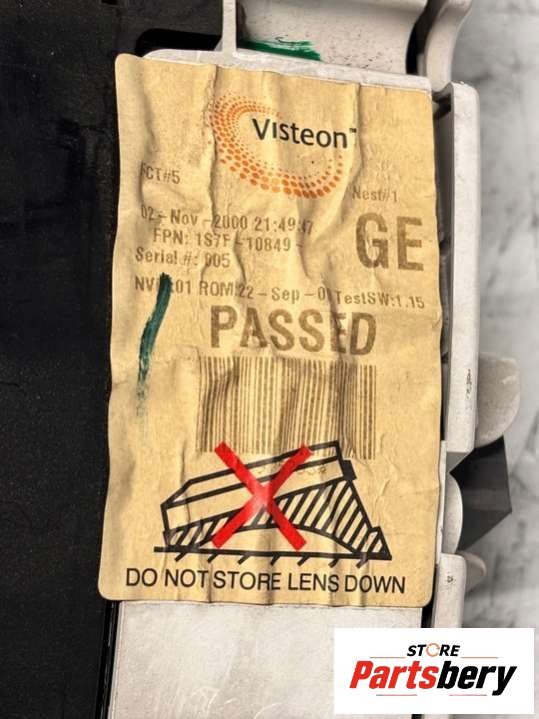 Visteon™
FCT#5
Nest#1
02-Nov-2000 21:49:
GE
FPN: 1S7F-10849-
Serial #: 905
ROM:22-Sep-0 TestSW:1.15
PASSED
DO NOT STORE LENS DOWN
STORE
Partsbery